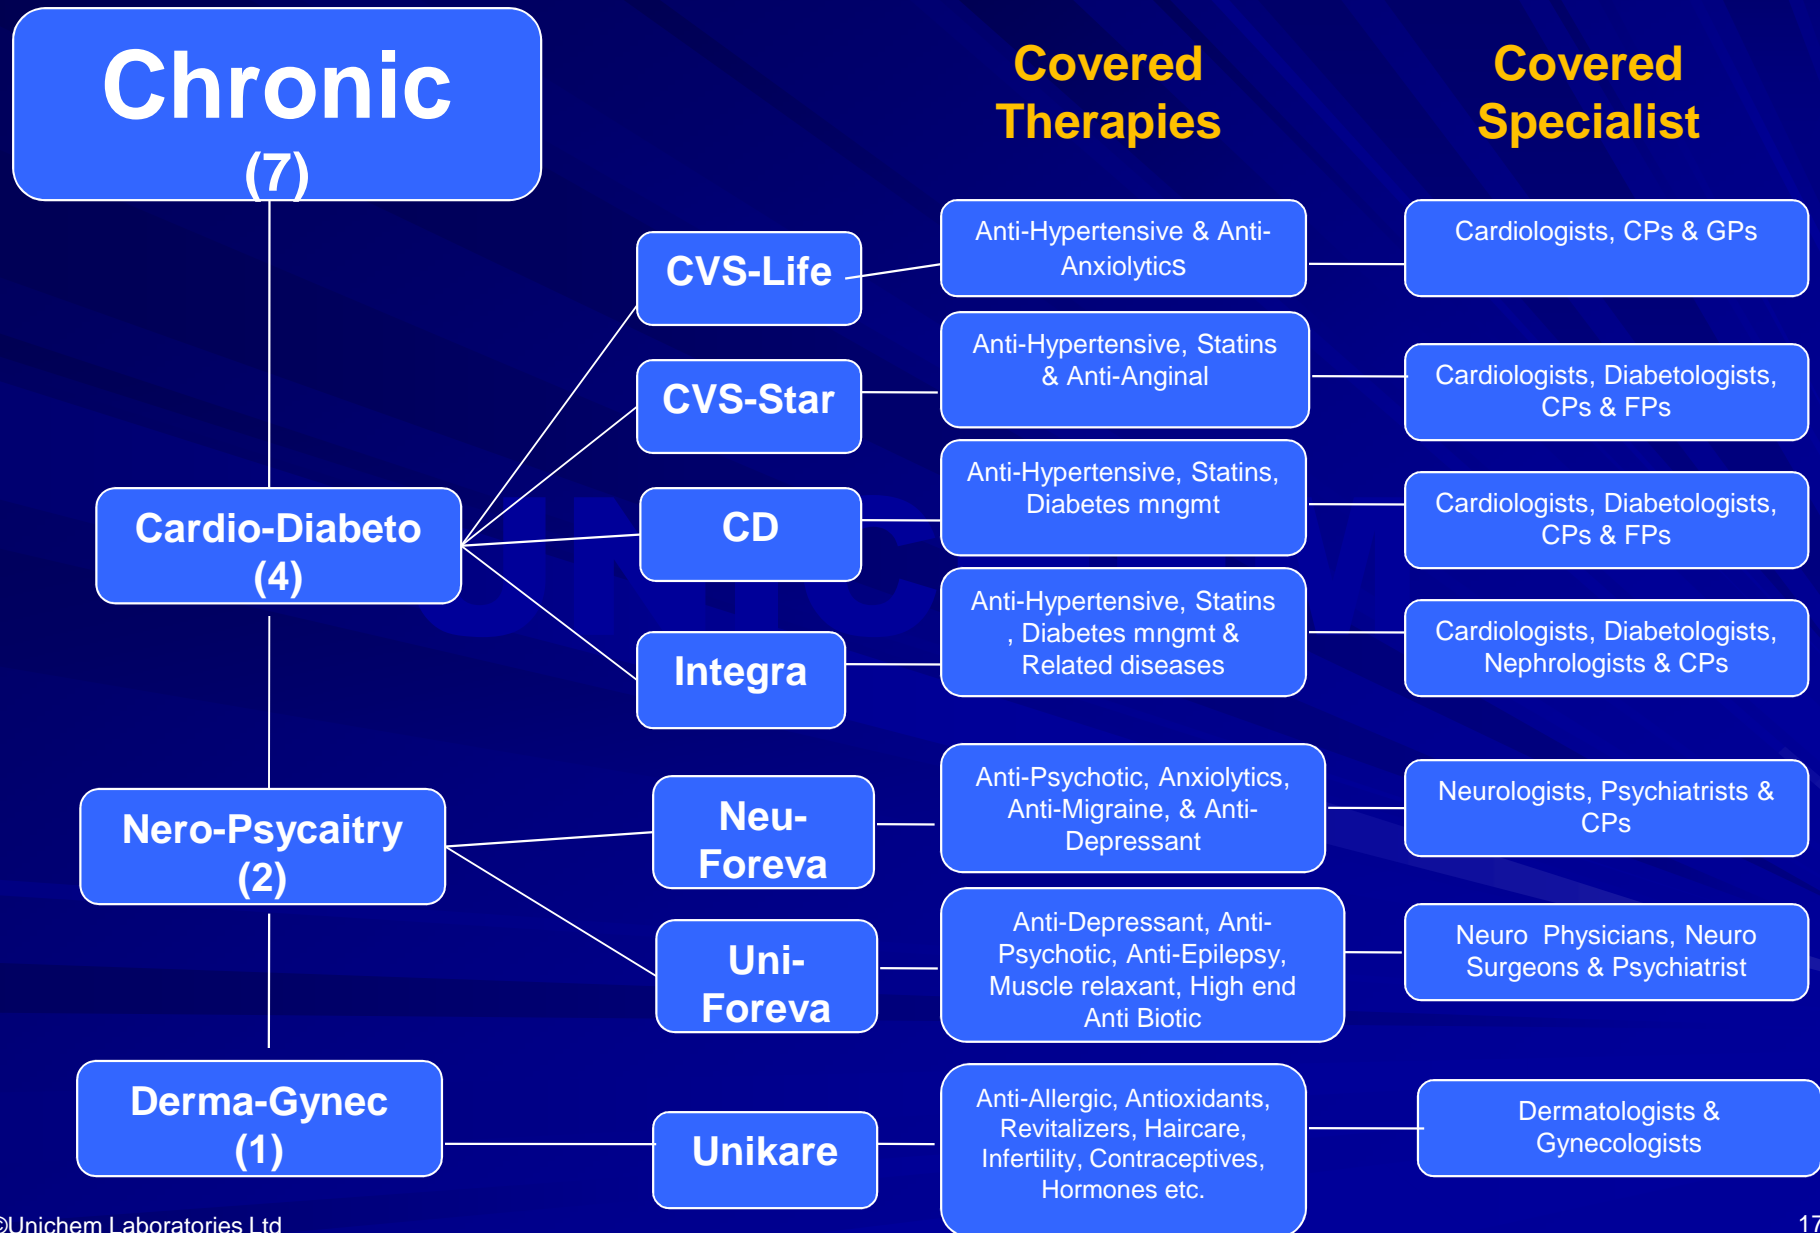 Chronic
(7)
Covered
Therapies
Covered
Specialist
CVS-Life
Anti-Hypertensive & Anti-
Anxiolytics
Cardiologists, CPs & GPs
CVS-Star
Anti-Hypertensive, Statins
& Anti-Anginal
Cardiologists, Diabetologists,
CPs & FPs
Cardio-Diabeto
(4)
CD
Anti-Hypertensive, Statins,
Diabetes mngmt
Cardiologists, Diabetologists,
CPs & FPs
Integra
Anti-Hypertensive, Statins
, Diabetes mngmt &
Related diseases
Cardiologists, Diabetologists,
Nephrologists & CPs
Nero-Psycaitry
(2)
Neu-
Foreva
Anti-Psychotic, Anxiolytics,
Anti-Migraine, & Anti-
Depressant
Neurologists, Psychiatrists &
CPs
Uni-
Foreva
Anti-Depressant, Anti-
Psychotic, Anti-Epilepsy,
Muscle relaxant, High end
Anti Biotic
Neuro  Physicians, Neuro
Surgeons & Psychiatrist
Derma-Gynec
(1)
Unikare
Anti-Allergic, Antioxidants,
Revitalizers, Haircare,
Infertility, Contraceptives,
Hormones etc.
Dermatologists &
Gynecologists
©Unichem Laboratories Ltd
17